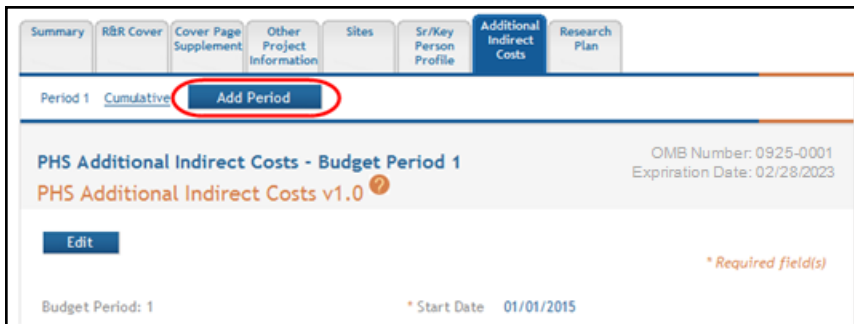 Summary
R&R Cover
Cover Page
Supplement
Other
Project
Information
Sites
Sr/Key
Person
Profile
Additional
Indirect
Costs
Research
Plan
Period 1 Cumulative Add Period
PHS Additional Indirect Costs - Budget Period 1
PHS Additional Indirect Costs v1.0 ?
OMB Number: 0925-0001
Expriration Date: 02/28/2023
Edit
* Required field(s)
Budget Period: 1 * Start Date 01/01/2015